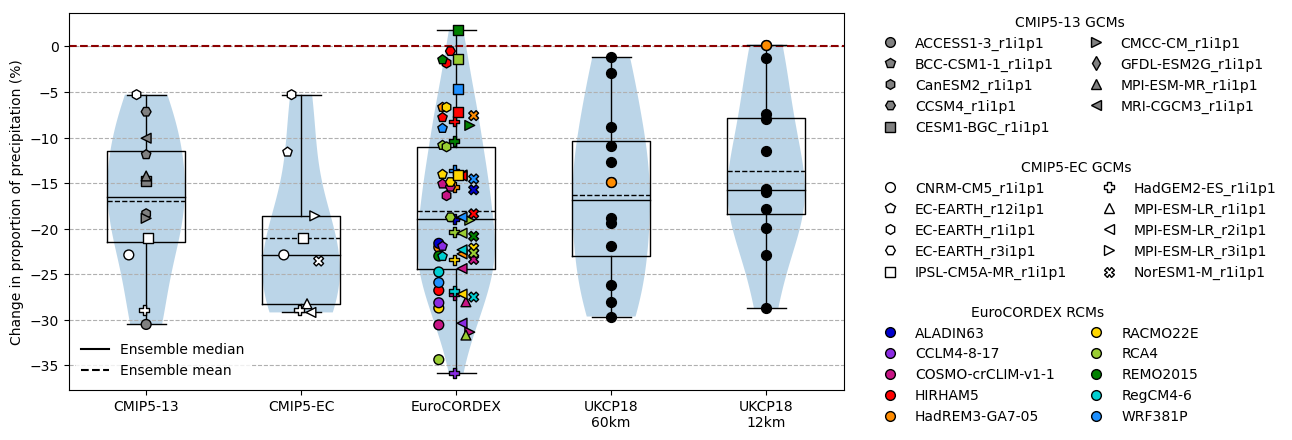 Change in proportion of precipitation (%)
0
−5
−10
−15
−20
−25
−30
−35
Ensemble median
Ensemble mean
CMIP5-13
CMIP5-EC
EuroCORDEX
UKCP18
60km
UKCP18
12km
CMIP5-13 GCMs
ACCESS1-3_r1i1p1
BCC-CSM1-1_r1i1p1
CanESM2_r1i1p1
CCSM4_r1i1p1
CESM1-BGC_r1i1p1
CMCC-CM_r1i1p1
GFDL-ESM2G_r1i1p1
MPI-ESM-MR_r1i1p1
MRI-CGCM3_r1i1p1
CMIP5-EC GCMs
CNRM-CM5_r1i1p1
EC-EARTH_r12i1p1
EC-EARTH_r1i1p1
EC-EARTH_r3i1p1
IPSL-CM5A-MR_r1i1p1
HadGEM2-ES_r1i1p1
MPI-ESM-LR_r1i1p1
MPI-ESM-LR_r2i1p1
MPI-ESM-LR_r3i1p1
NorESM1-M_r1i1p1
EuroCORDEX RCMs
ALADIN63
CCLM4-8-17
COSMO-crCLIM-v1-1
HIRHAM5
HadREM3-GA7-05
RACMO22E
RCA4
REMO2015
RegCM4-6
WRF381P